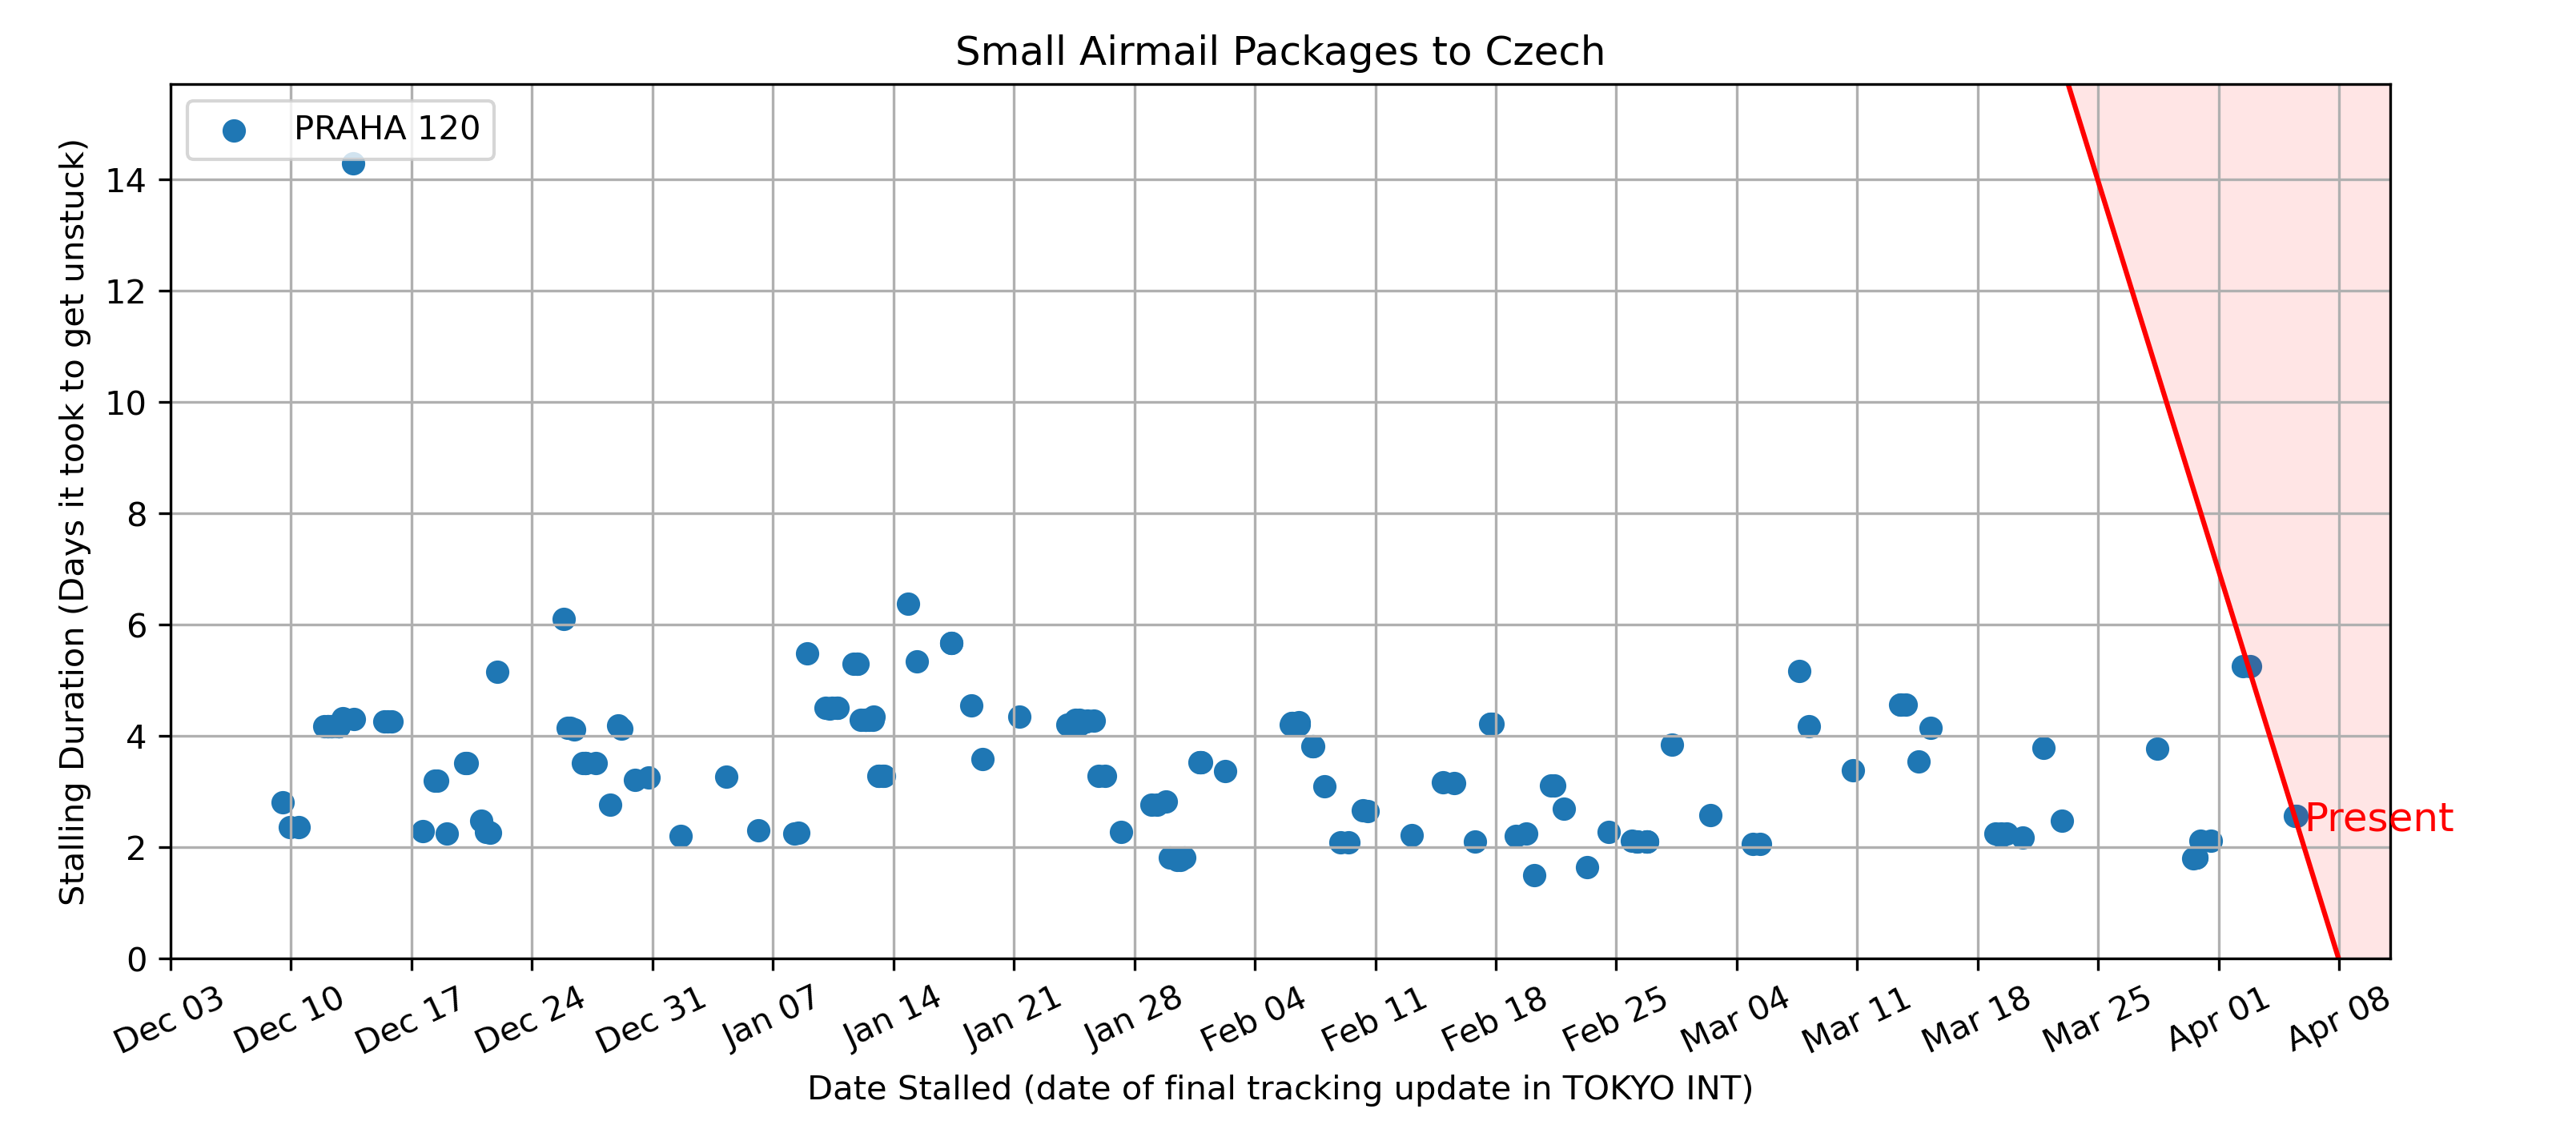 Small Airmail Packages to Czech
PRAHA 120
Stalling Duration (Days it took to get unstuck)
14
12
10
8
6
4
2
0
Present
Dec 03
Dec 10
Dec 17
Dec 24
Dec 31
Jan 07
Jan 14
Jan 21
Jan 28
Feb 04
Feb 11
Feb 18
Feb 25
Mar 04
Mar 11
Mar 18
Mar 25
Apr 01
Apr 08
Date Stalled (date of final tracking update in TOKYO INT)